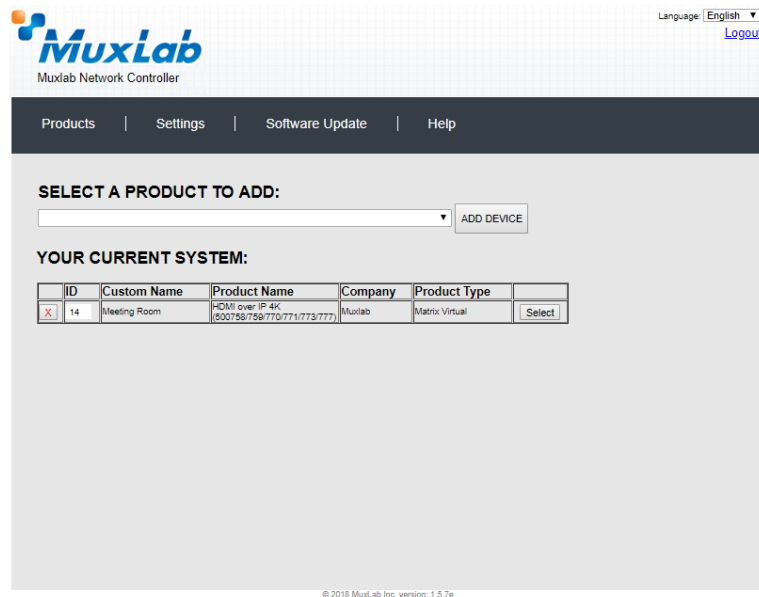 Language: English
Logout
MuxLab
Muxlab Network Controller
Products | Settings | Software Update | Help
SELECT A PRODUCT TO ADD:
ADD DEVICE
YOUR CURRENT SYSTEM:
ID Custom Name Product Name Company Product Type
X 14 Meeting Room HDMI over IP 4K Muxlab Matrix Virtual Select
(500758/759/770/771/773/777)
© 2018 MuxLab Inc. version: 1.5.7e